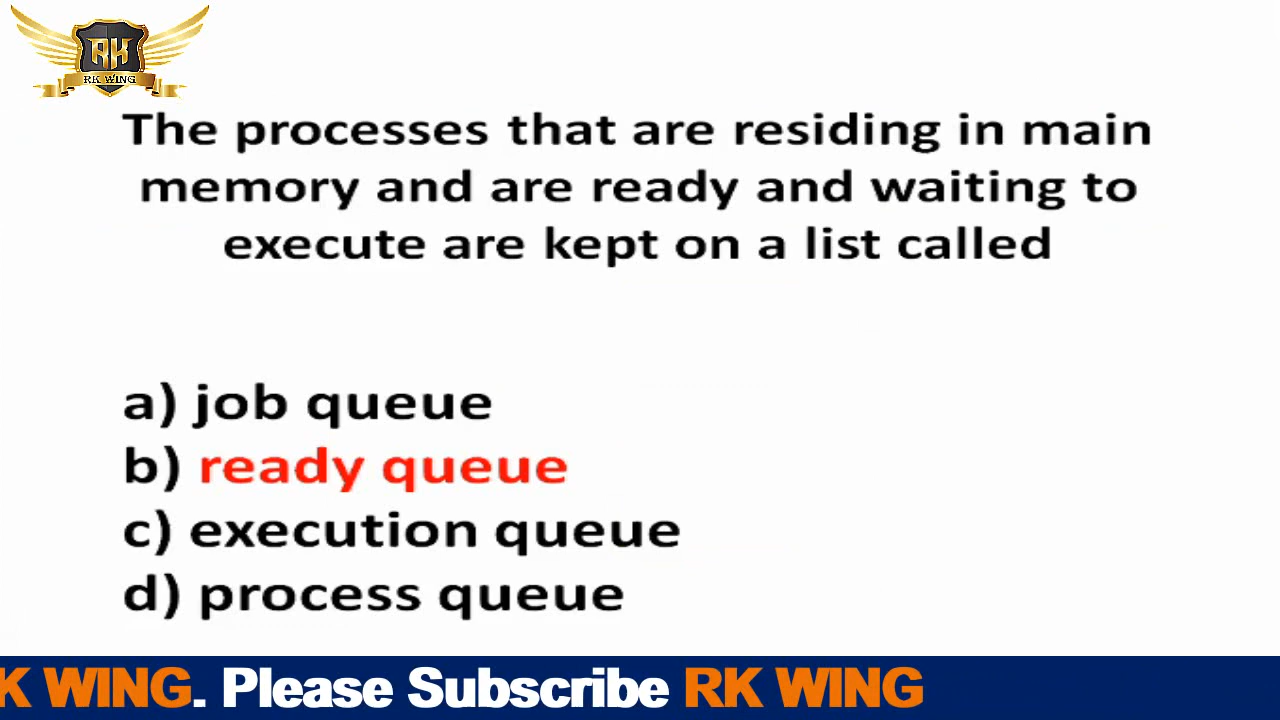 RK
RK WING
The processes that are residing in main
memory and are ready and waiting to
execute are kept on a list called
a) job queue
b) ready queue
c) execution queue
d) process queue
K WING. Please Subscribe RK WING